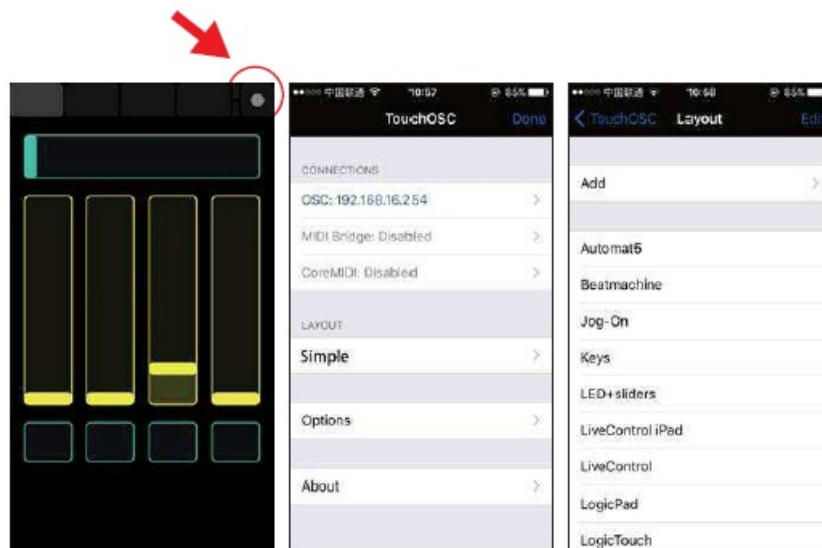 中国联通 10:57 85%
TouchOSC Done
CONNECTIONS
OSC: 192.168.16.254
MIDI Bridge: Disabled
CoreMIDI: Disabled
LAYOUT
Simple
Options
About
中国联通 10:58 85%
TouchOSC Layout Edit
Add
Automat5
Beatmachine
Jog-On
Keys
LED+sliders
LiveControl iPad
LiveControl
LogicPad
LogicTouch